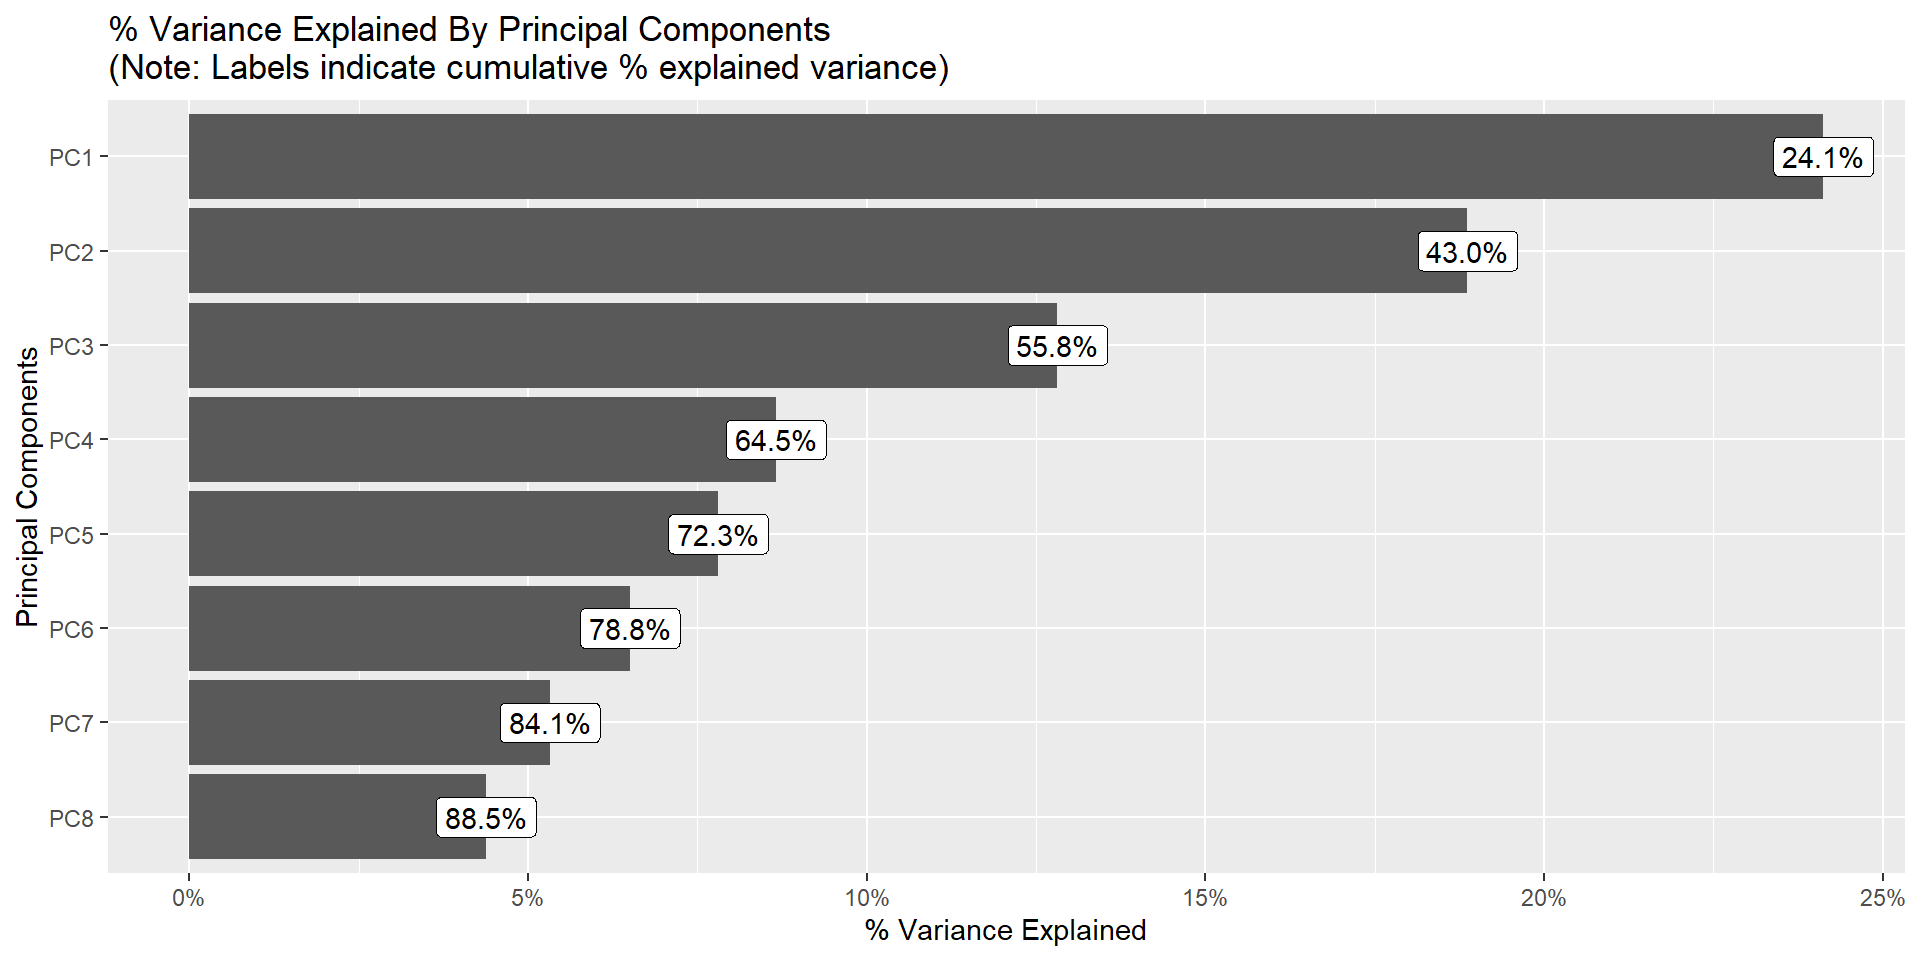 % Variance Explained By Principal Components
(Note: Labels indicate cumulative % explained variance)
Principal Components
PC1
24.1%
PC2
43.0%
PC3
55.8%
PC4
64.5%
PC5
72.3%
PC6
78.8%
PC7
84.1%
PC8
88.5%
0%
5%
10%
15%
20%
25%
% Variance Explained